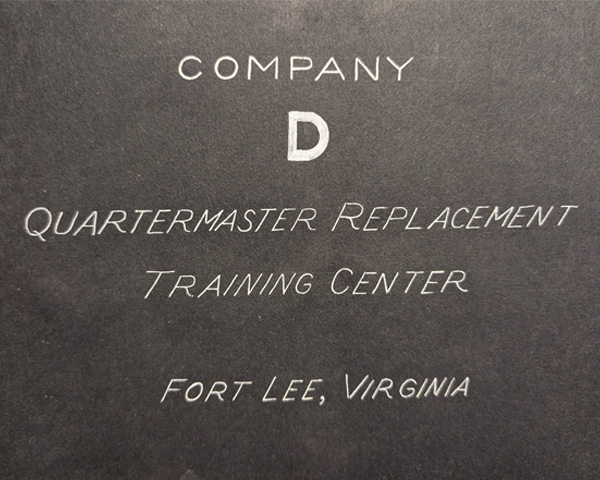 COMPANY
D
QUARTERMASTER REPLACEMENT
TRAINING CENTER
FORT LEE, VIRGINIA